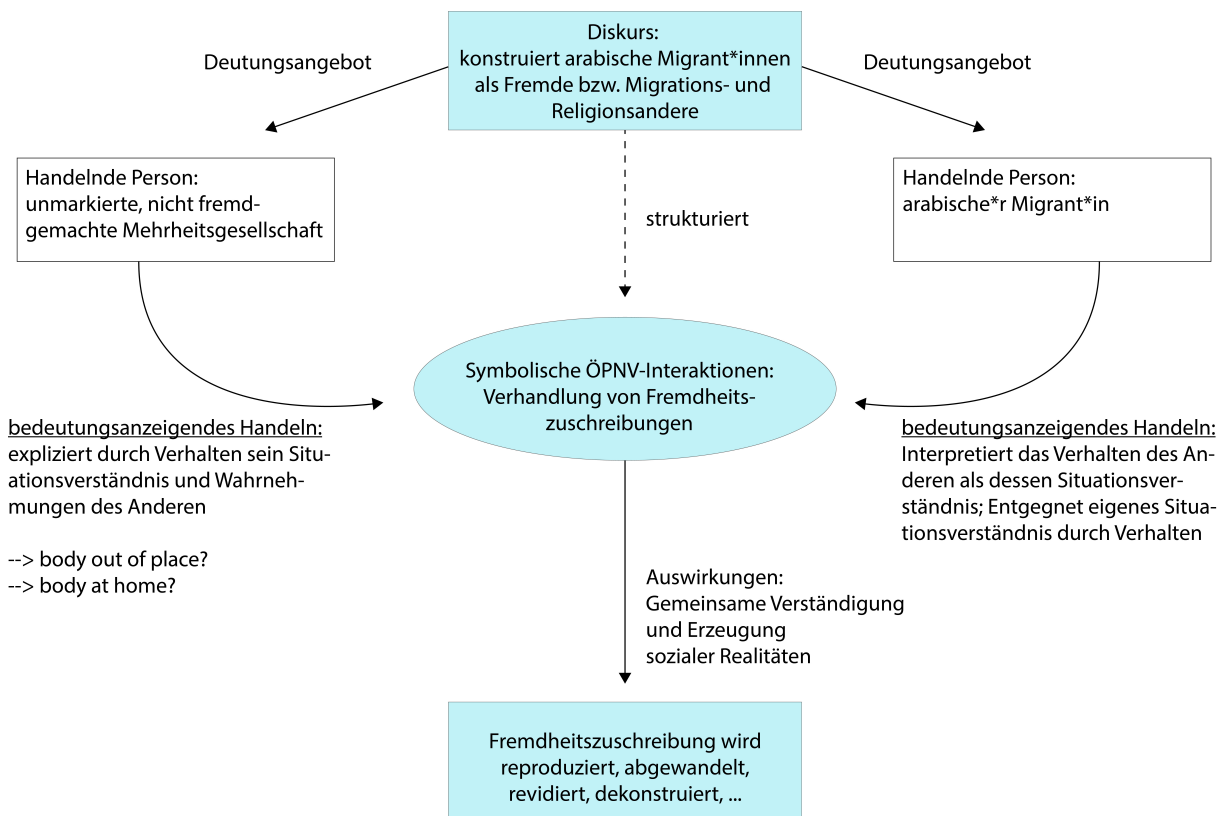 Diskurs:
konstruiert arabische Migrant*innen
als Fremde bzw. Migrations- und
Religionsandere
Deutungsangebot
Deutungsangebot
Handelnde Person:
unmarkierte, nicht fremd-
gemachte Mehrheitsgesellschaft
strukturiert
Handelnde Person:
arabische*r Migrant*in
Symbolische ÖPNV-Interaktionen:
Verhandlung von Fremdheits-
zuschreibungen
bedeutungsanzeigendes Handeln:
expliziert durch Verhalten sein Situ-
ationsverständnis und Wahrneh-
mungen des Anderen
--> body out of place?
--> body at home?
bedeutungsanzeigendes Handeln:
Interpretiert das Verhalten des An-
deren als dessen Situationsver-
ständnis; Entgegnet eigenes Situa-
tionsverständnis durch Verhalten
Auswirkungen:
Gemeinsame Verständigung
und Erzeugung
sozialer Realitäten
Fremdheitszuschreibung wird
reproduziert, abgewandelt,
revidiert, dekonstruiert, ...